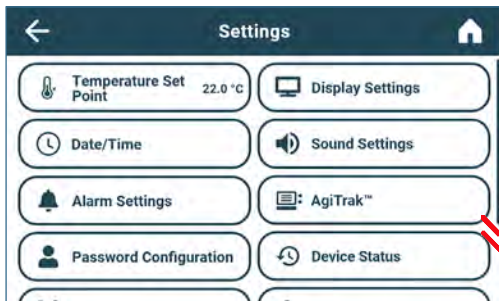 Settings
Temperature Set
Point
22.0 °C
Display Settings
Date/Time
Sound Settings
Alarm Settings
AgiTrak™
Password Configuration
Device Status